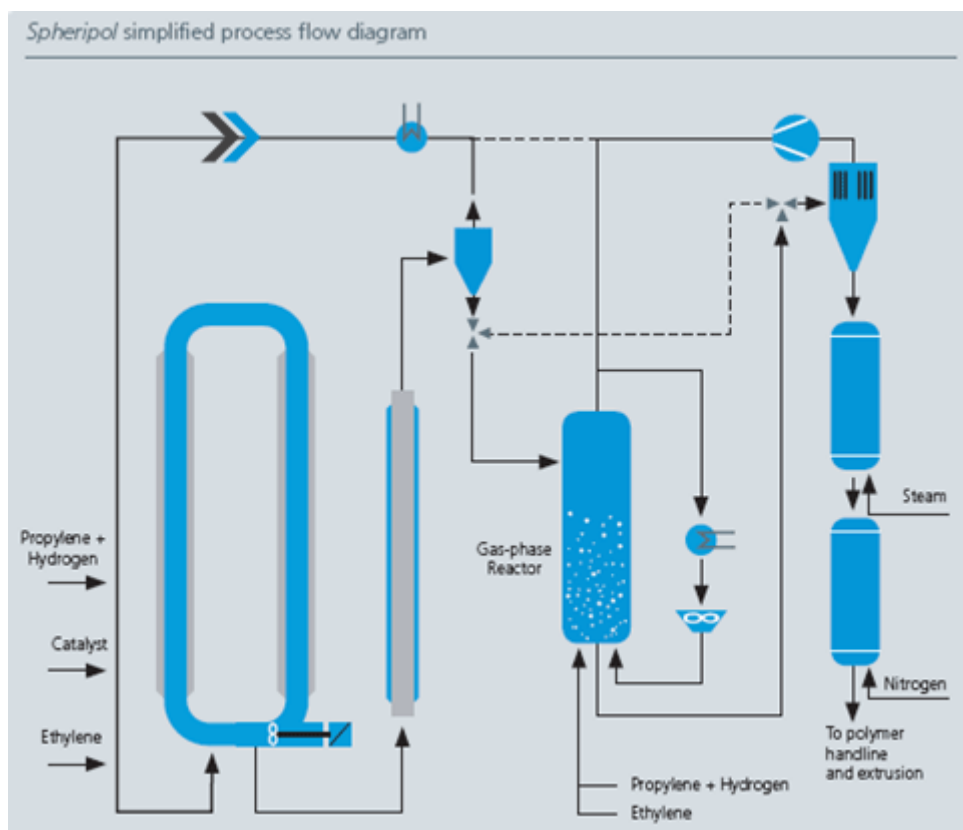 Spheripol simplified process flow diagram
Propylene +
Hydrogen
Catalyst
Ethylene
Gas-phase
Reactor
Steam
Nitrogen
To polymer
handline
and extrusion
Propylene + Hydrogen
Ethylene